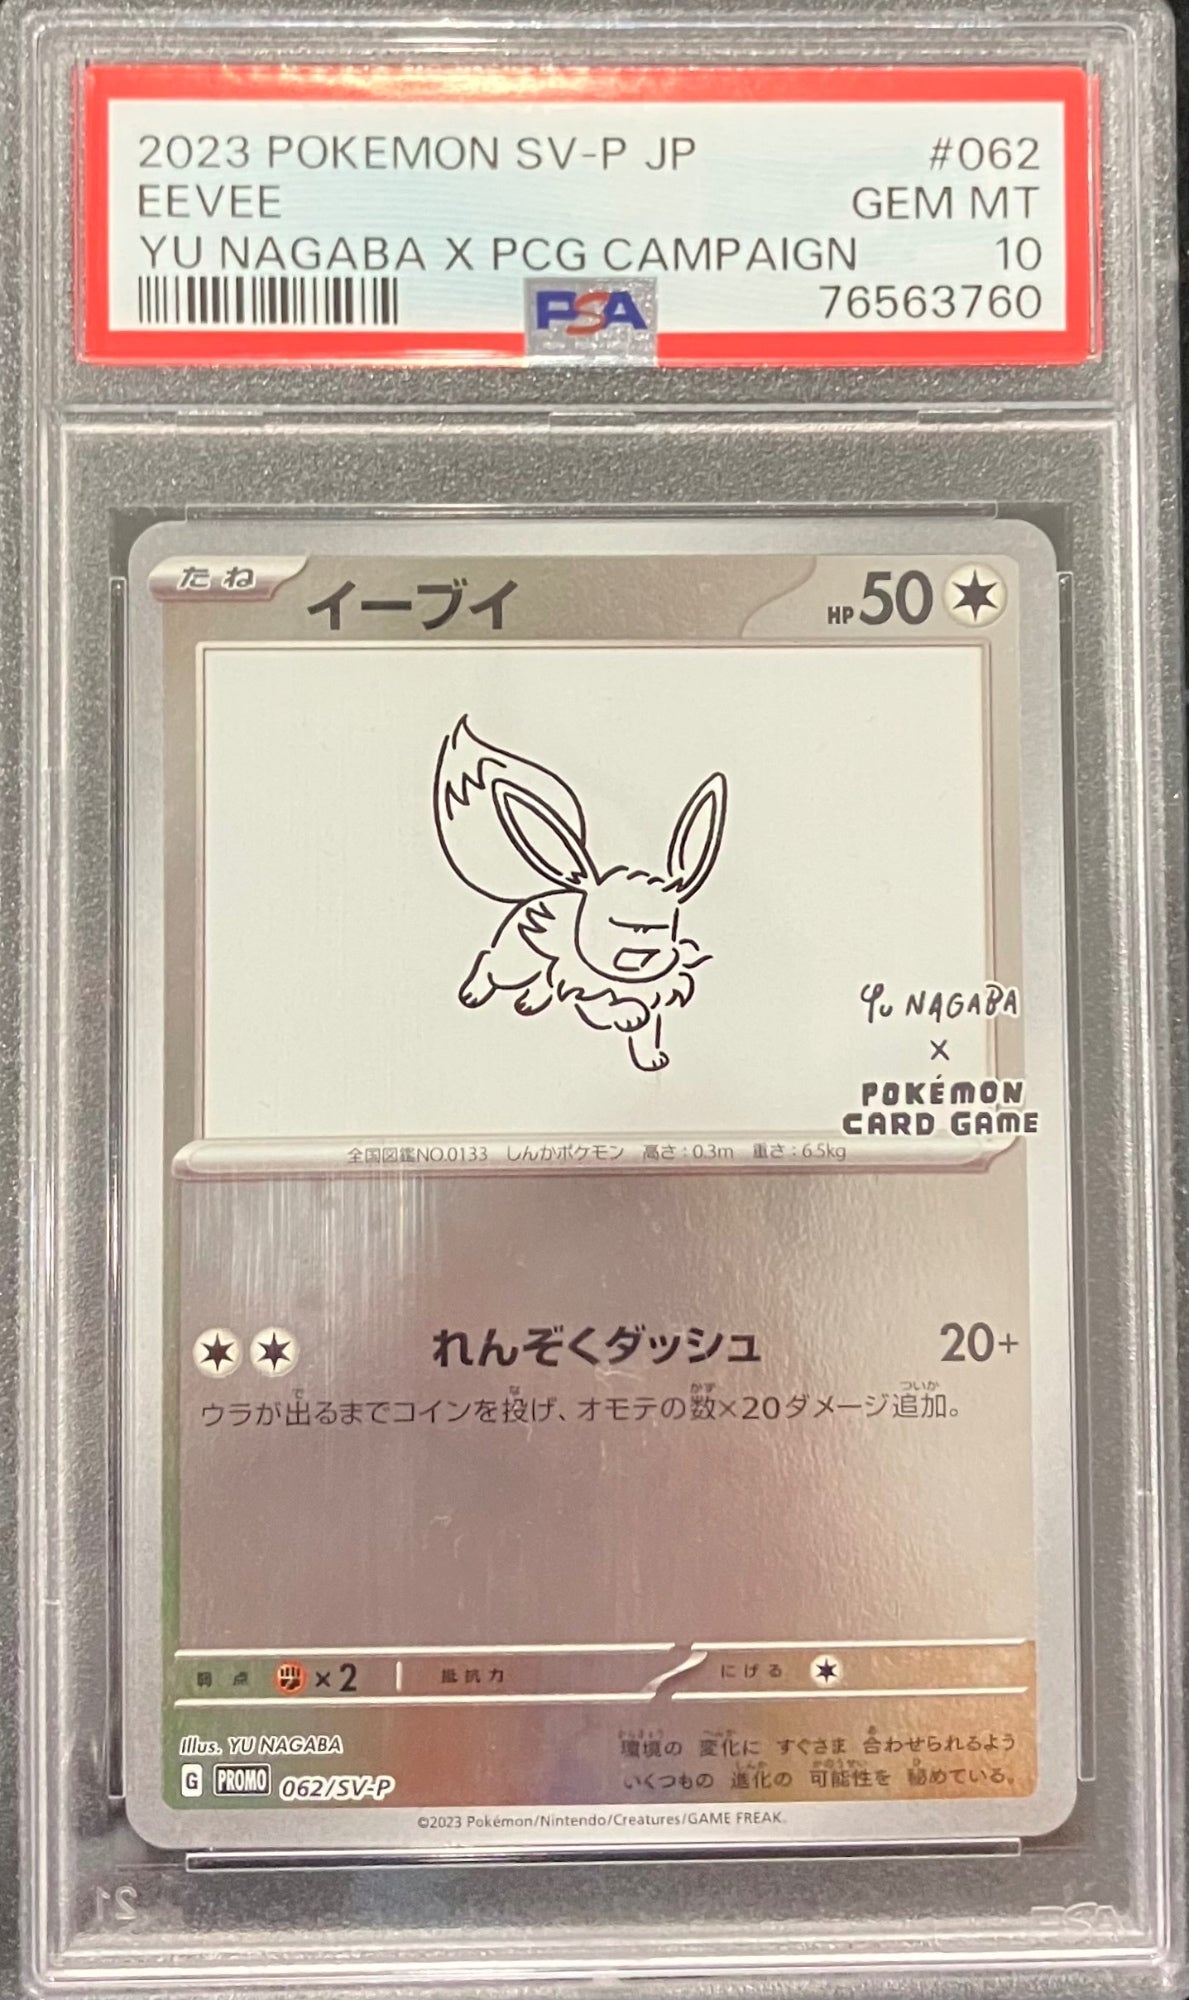 2023 POKEMON SV-P JP #062
EEVEE GEM MT
YU NAGABA X PCG CAMPAIGN 10
PSA 76563760
たね イーブイ HP 50
YU NAGABA
×
POKÉMON
CARD GAME
全国図鑑NO.0133 しんかポケモン 高さ:0.3m 重さ:6.5kg
れんぞくダッシュ 20+
ウラが出るまでコインを投げ、オモテの数×20ダメージ追加。
弱点 ×2 抵抗力 にげる
Illus. YU NAGABA
G PROMO 062/SV-P
環境の 変化に すぐさま 合わせられるよう
いくつもの 進化の 可能性を 秘めている。
©2023 Pokémon/Nintendo/Creatures/GAME FREAK.